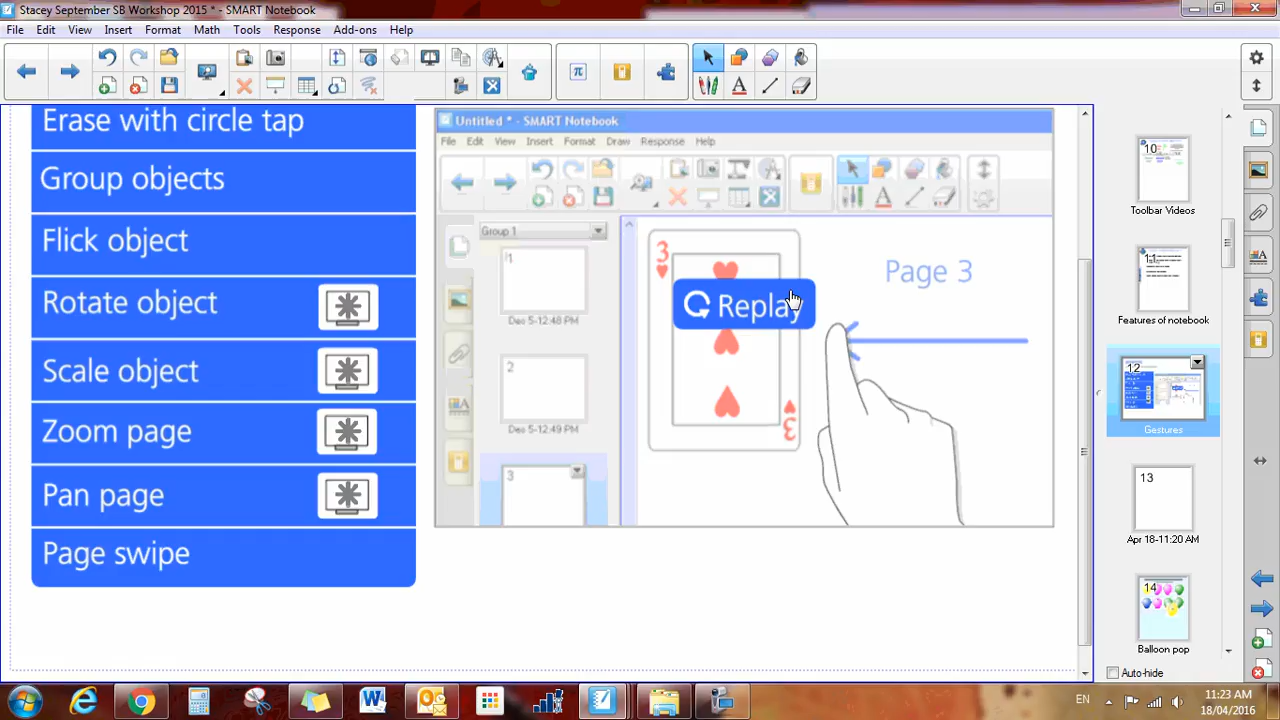 Stacey September SB Workshop 2015 * - SMART Notebook
File Edit View Insert Format Math Tools Response Add-ons Help
Erase with circle tap
Group objects
Flick object
Rotate object
Scale object
Zoom page
Pan page
Page swipe
Untitled * - SMART Notebook
File Edit View Insert Format Draw Response Help
Group 1
1
Dec 5-12:48 PM
2
Dec 5-12:49 PM
3
3
Replay
3
Page 3
10
Toolbar Videos
11
Features of notebook
12
Gestures
13
Apr 18-11:20 AM
14
Balloon pop
Auto-hide
EN
11:23 AM
18/04/2016